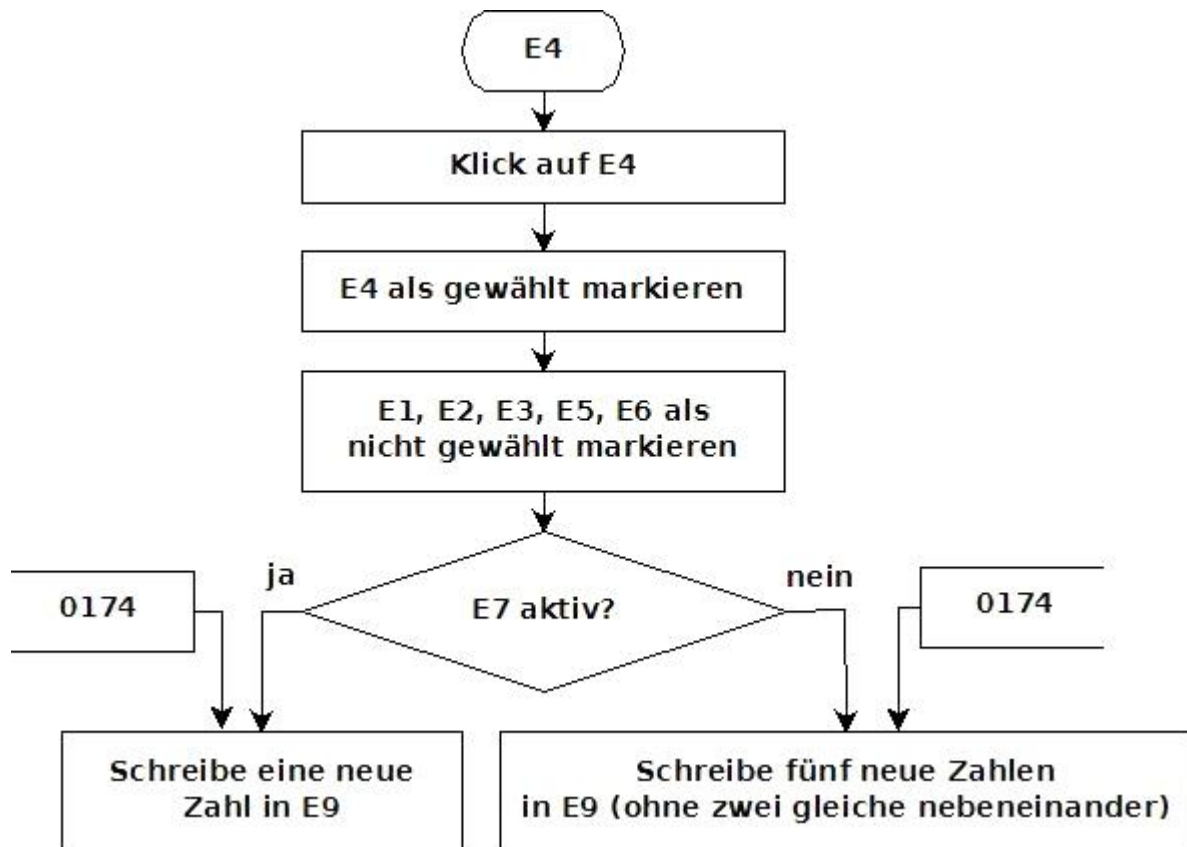 E4
Klick auf E4
E4 als gewählt markieren
E1, E2, E3, E5, E6 als
nicht gewählt markieren
ja
nein
0174
E7 aktiv?
0174
Schreibe eine neue
Zahl in E9
Schreibe fünf neue Zahlen
in E9 (ohne zwei gleiche nebeneinander)